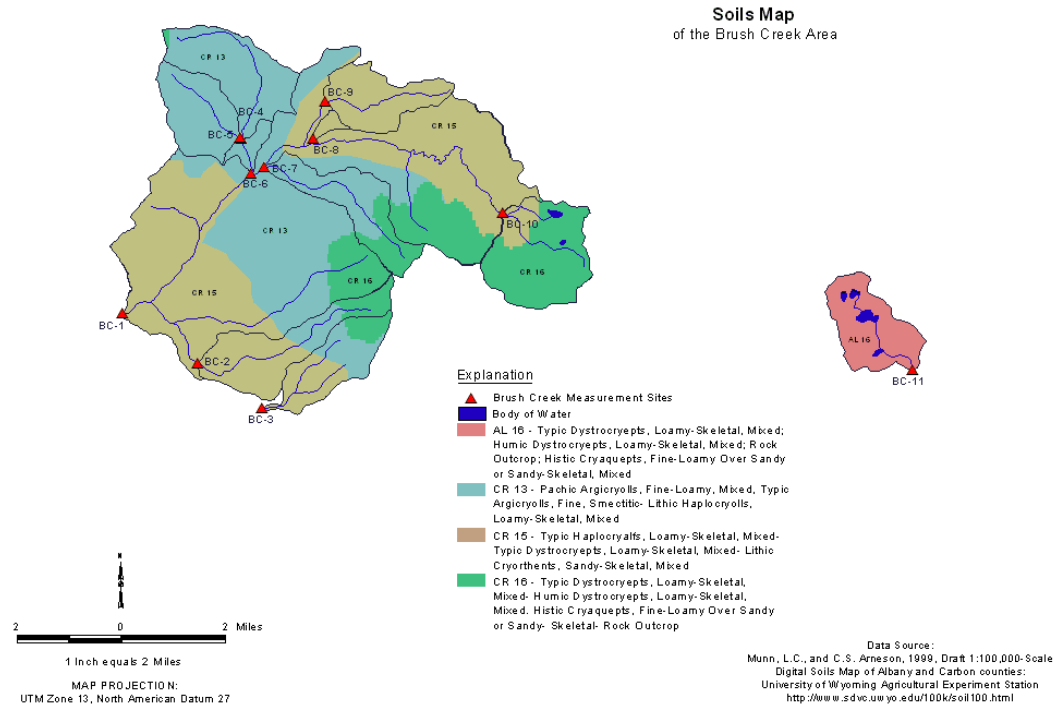 Soils Map
of the Brush Creek Area
CR 13
BC-9
BC-4
BC-5
CR 15
BC-8
BC-7
BC-6
BC-10
CR 13
CR 16
CR 16
CR 15
BC-1
BC-2
BC-3
AL 16
BC-11
Explanation
Brush Creek Measurement Sites
Body of Water
AL 16 - Typic Dystrocryepts, Loamy-Skeletal, Mixed;
Humic Dystrocryepts, Loamy-Skeletal, Mixed; Rock
Outcrop; Histic Cryaquepts, Fine-Loamy Over Sandy
or Sandy-Skeletal, Mixed
CR 13 - Pachic Argicryolls, Fine-Loamy, Mixed, Typic
Argicryolls, Fine, Smectitic- Lithic Haplocryolls,
Loamy-Skeletal, Mixed
CR 15 - Typic Haplocryalfs, Loamy-Skeletal, Mixed-
Typic Dystrocryepts, Loamy-Skeletal, Mixed- Lithic
Cryorthents, Sandy-Skeletal, Mixed
CR 16 - Typic Dystrocryepts, Loamy-Skeletal,
Mixed- Humic Dystrocryepts, Loamy-Skeletal,
Mixed. Histic Cryaquepts, Fine-Loamy Over Sandy
or Sandy- Skeletal- Rock Outcrop
N
2 0 2 Miles
1 Inch equals 2 Miles
MAP PROJECTION:
UTM Zone 13, North American Datum 27
Data Source:
Munn, L.C., and C.S. Arneson, 1999, Draft 1:100,000-Scale
Digital Soils Map of Albany and Carbon counties:
University of Wyoming Agricultural Experiment Station
http://www.sdvc.uwyo.edu/100k/soil100.html